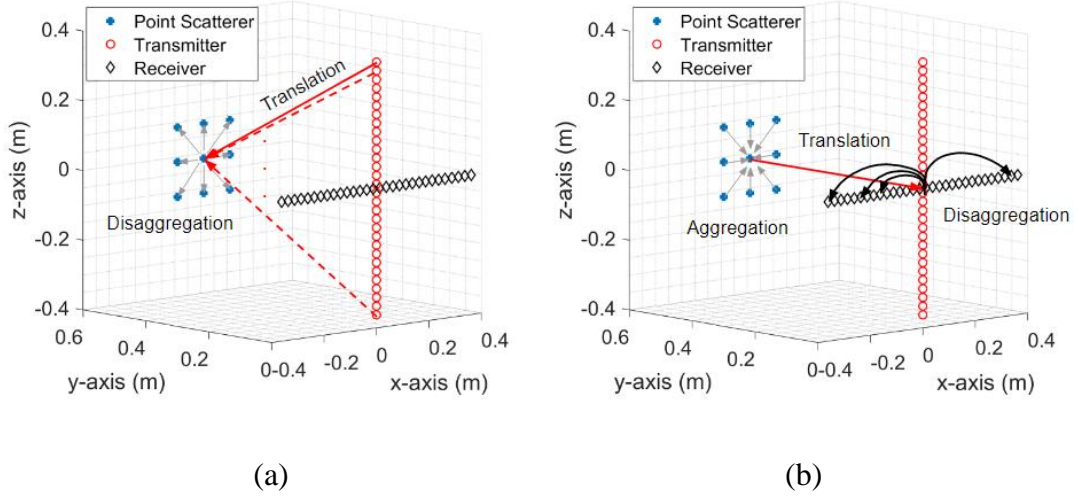 Point Scatterer
Transmitter
Receiver
Translation
Disaggregation
0.4
0.2
0
-0.2
-0.4
z-axis (m)
0.6
0.4
0.2
0
y-axis (m)
-0.4
-0.2
0
0.2
0.4
x-axis (m)
(a)
Point Scatterer
Transmitter
Receiver
Translation
Aggregation
Disaggregation
0.4
0.2
0
-0.2
-0.4
z-axis (m)
0.6
0.4
0.2
0
y-axis (m)
-0.4
-0.2
0
0.2
0.4
x-axis (m)
(b)